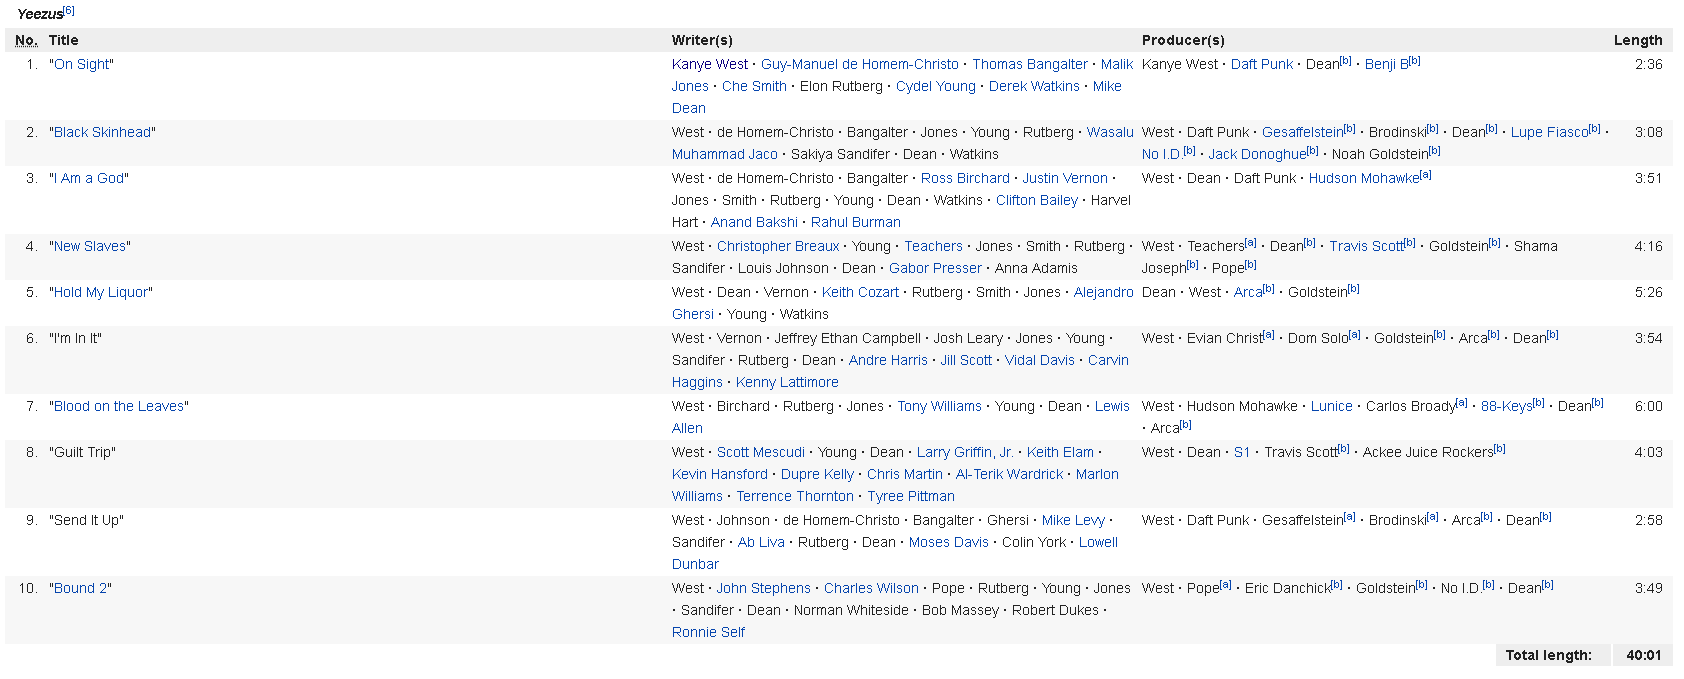 Yeezus[6]
No. Title Writer(s) Producer(s) Length
1. "On Sight" Kanye West · Guy-Manuel de Homem-Christo · Thomas Bangalter · Malik Kanye West · Daft Punk · Dean[b] · Benji B[b] 2:36
Jones · Che Smith · Elon Rutberg · Cydel Young · Derek Watkins · Mike
Dean
2. "Black Skinhead" West · de Homem-Christo · Bangalter · Jones · Young · Rutberg · Wasalu West · Daft Punk · Gesaffelstein[b] · Brodinski[b] · Dean[b] · Lupe Fiasco[b] · 3:08
Muhammad Jaco · Sakiya Sandifer · Dean · Watkins No I.D.[b] · Jack Donoghue[b] · Noah Goldstein[b]
3. "I Am a God" West · de Homem-Christo · Bangalter · Ross Birchard · Justin Vernon · West · Dean · Daft Punk · Hudson Mohawke[a] 3:51
Jones · Smith · Rutberg · Young · Dean · Watkins · Clifton Bailey · Harvel
Hart · Anand Bakshi · Rahul Burman
4. "New Slaves" West · Christopher Breaux · Young · Teachers · Jones · Smith · Rutberg · West · Teachers[a] · Dean[b] · Travis Scott[b] · Goldstein[b] · Shama 4:16
Sandifer · Louis Johnson · Dean · Gabor Presser · Anna Adamis Joseph[b] · Pope[b]
5. "Hold My Liquor" West · Dean · Vernon · Keith Cozart · Rutberg · Smith · Jones · Alejandro Dean · West · Arca[b] · Goldstein[b] 5:26
Ghersi · Young · Watkins
6. "I'm In It" West · Vernon · Jeffrey Ethan Campbell · Josh Leary · Jones · Young · West · Evian Christ[a] · Dom Solo[a] · Goldstein[b] · Arca[b] · Dean[b] 3:54
Sandifer · Rutberg · Dean · Andre Harris · Jill Scott · Vidal Davis · Carvin
Haggins · Kenny Lattimore
7. "Blood on the Leaves" West · Birchard · Rutberg · Jones · Tony Williams · Young · Dean · Lewis West · Hudson Mohawke · Lunice · Carlos Broady[a] · 88-Keys[b] · Dean[b] 6:00
Allen · Arca[b]
8. "Guilt Trip" West · Scott Mescudi · Young · Dean · Larry Griffin, Jr. · Keith Elam · West · Dean · S1 · Travis Scott[b] · Ackee Juice Rockers[b] 4:03
Kevin Hansford · Dupre Kelly · Chris Martin · Al-Terik Wardrick · Marlon
Williams · Terrence Thornton · Tyree Pittman
9. "Send It Up" West · Johnson · de Homem-Christo · Bangalter · Ghersi · Mike Levy · West · Daft Punk · Gesaffelstein[a] · Brodinski[a] · Arca[b] · Dean[b] 2:58
Sandifer · Ab Liva · Rutberg · Dean · Moses Davis · Colin York · Lowell
Dunbar
10. "Bound 2" West · John Stephens · Charles Wilson · Pope · Rutberg · Young · Jones West · Pope[a] · Eric Danchick[b] · Goldstein[b] · No I.D.[b] · Dean[b] 3:49
· Sandifer · Dean · Norman Whiteside · Bob Massey · Robert Dukes ·
Ronnie Self
Total length: 40:01